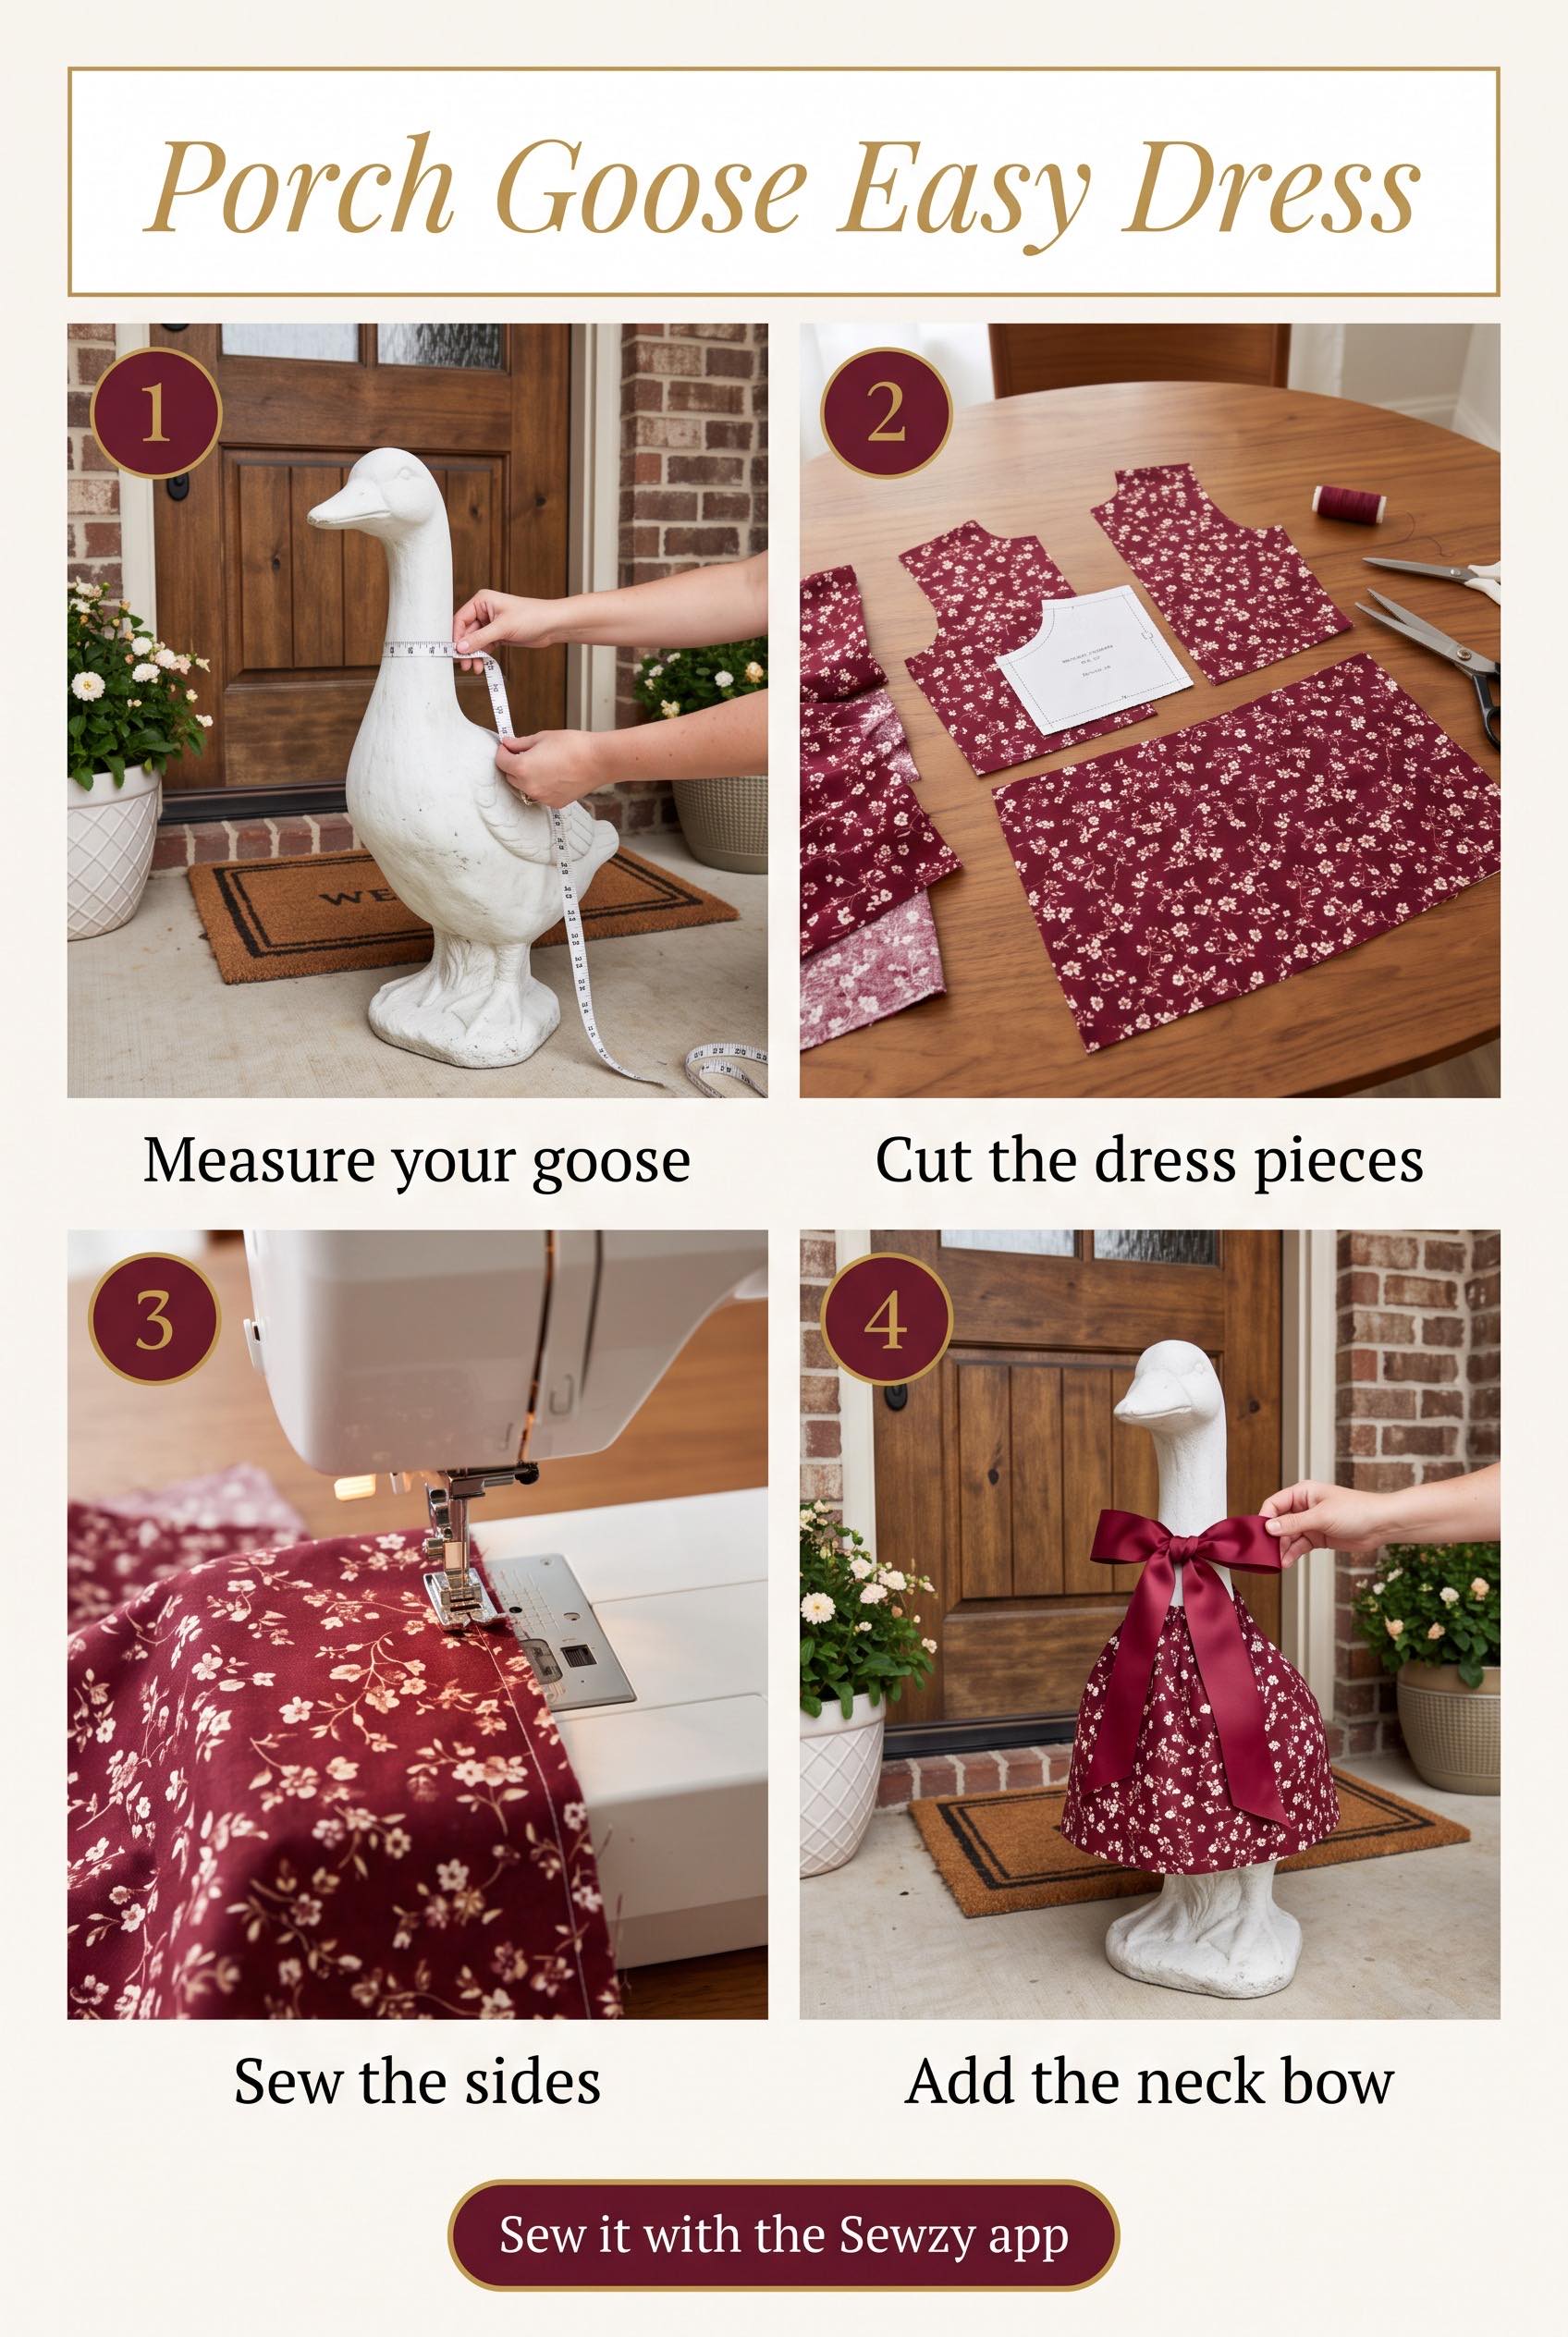 Porch Goose Easy Dress
1
2
WE
Measure your goose
Cut the dress pieces
3
4
Sew the sides
Add the neck bow
Sew it with the Sewzy app